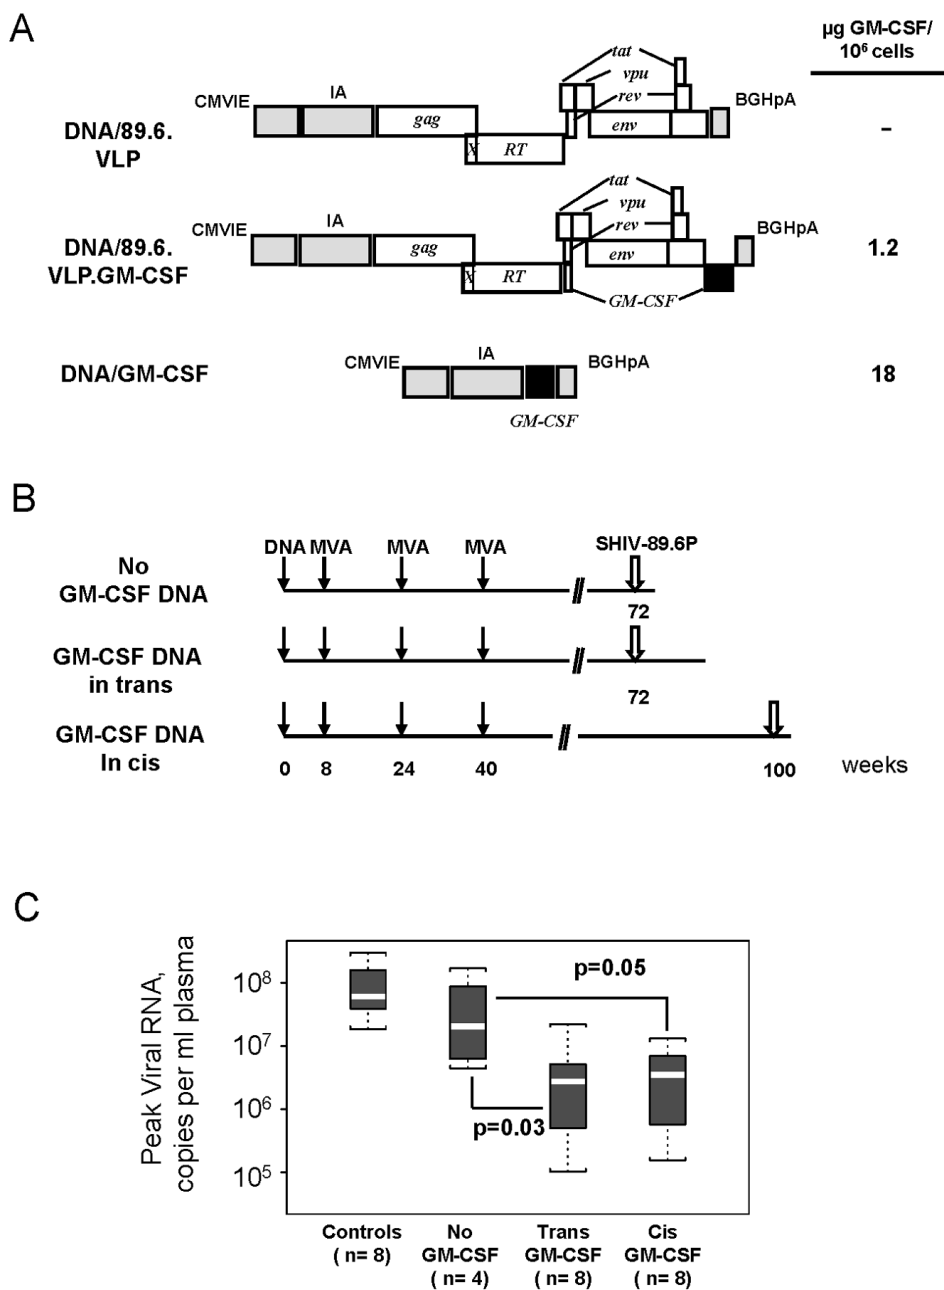 A
µg GM-CSF/
10⁶ cells
tat
vpu
rev
CMVIE
IA
BGHpA
DNA/89.6.
VLP
gag
env
X
RT
–
tat
vpu
rev
CMVIE
IA
BGHpA
DNA/89.6.
VLP.GM-CSF
gag
env
X
RT
GM-CSF
1.2
DNA/GM-CSF
CMVIE
IA
BGHpA
GM-CSF
18
B
DNA MVA MVA MVA SHIV-89.6P
No
GM-CSF DNA
72
GM-CSF DNA
in trans
72
GM-CSF DNA
In cis
0 8 24 40 100 weeks
C
Peak Viral RNA,
copies per ml plasma
10⁸
10⁷
10⁶
10⁵
p=0.05
p=0.03
Controls
( n= 8)
No
GM-CSF
( n= 4)
Trans
GM-CSF
( n= 8)
Cis
GM-CSF
( n= 8)